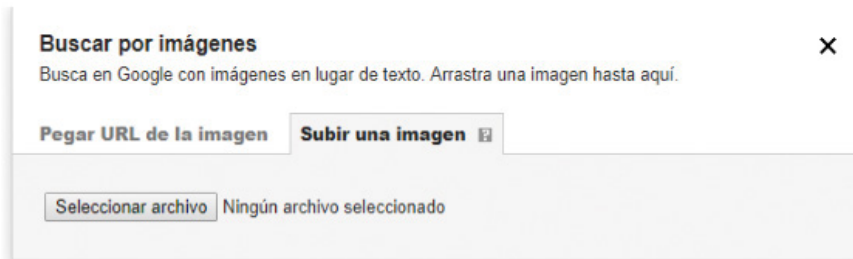 Buscar por imágenes
Busca en Google con imágenes en lugar de texto. Arrastra una imagen hasta aquí.
Pegar URL de la imagen Subir una imagen ?
Seleccionar archivo Ningún archivo seleccionado